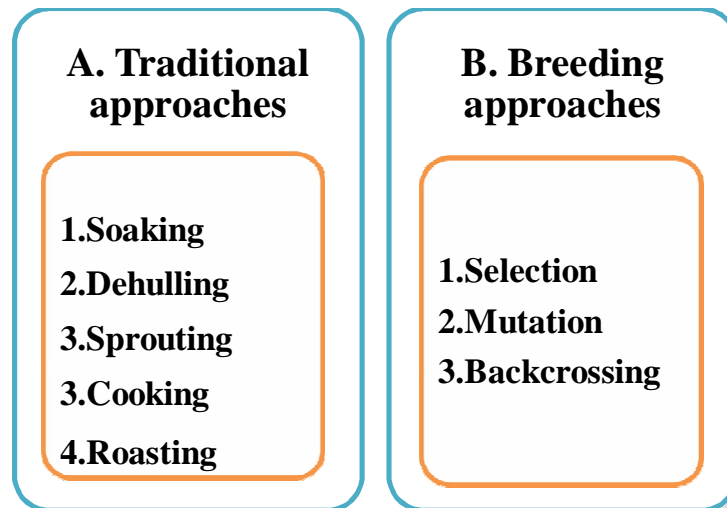 A. Traditional
approaches
1.Soaking
2.Dehulling
3.Sprouting
3.Cooking
4.Roasting
B. Breeding
approaches
1.Selection
2.Mutation
3.Backcrossing